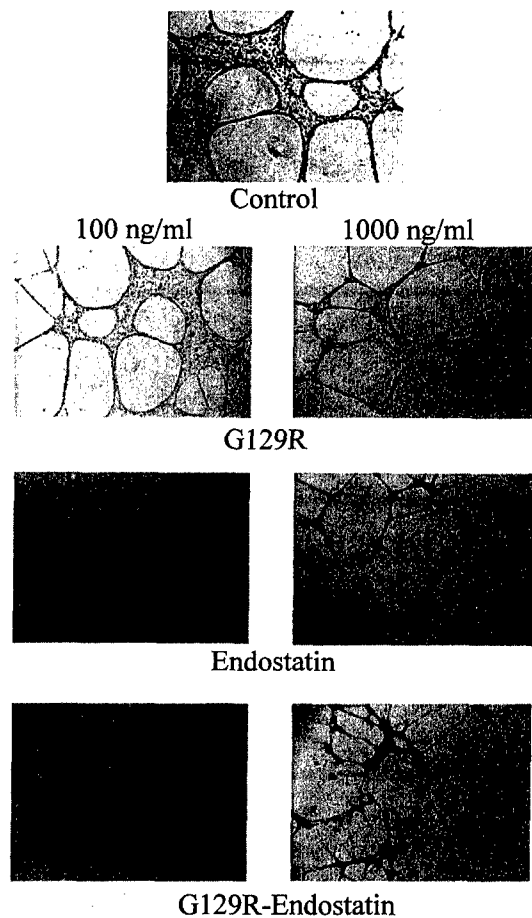 Control
100 ng/ml 1000 ng/ml
G129R
Endostatin
G129R-Endostatin